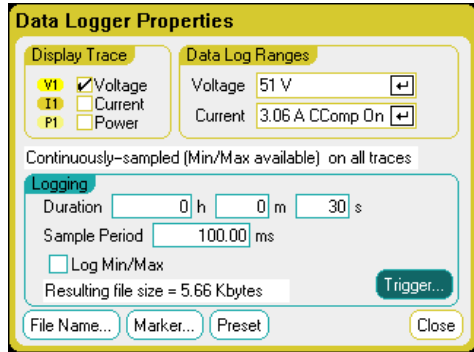 Data Logger Properties
Display Trace
V1 Voltage
I1 Current
P1 Power
Data Log Ranges
Voltage 51 V
Current 3.06 A CComp On
Continuously-sampled (Min/Max available) on all traces
Logging
Duration 0 h 0 m 30 s
Sample Period 100.00 ms
Log Min/Max
Resulting file size = 5.66 Kbytes
Trigger...
File Name... Marker... Preset Close